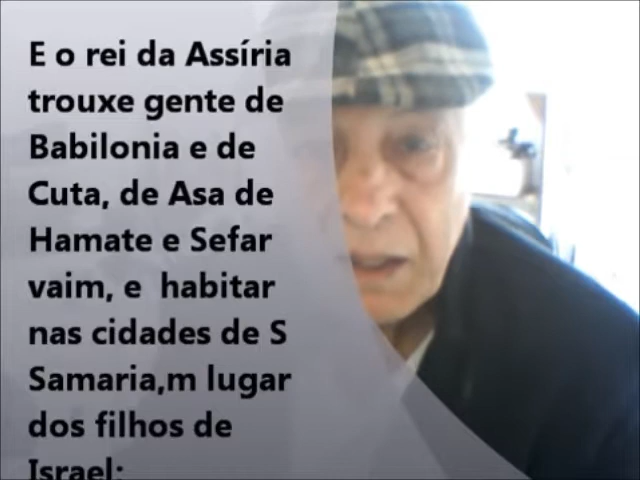 E o rei da Assíria
trouxe gente de
Babilonia e de
Cuta, de Asa de
Hamate e Sefar
vaim, e  habitar
nas cidades de S
Samaria,m lugar
dos filhos de
Israel: